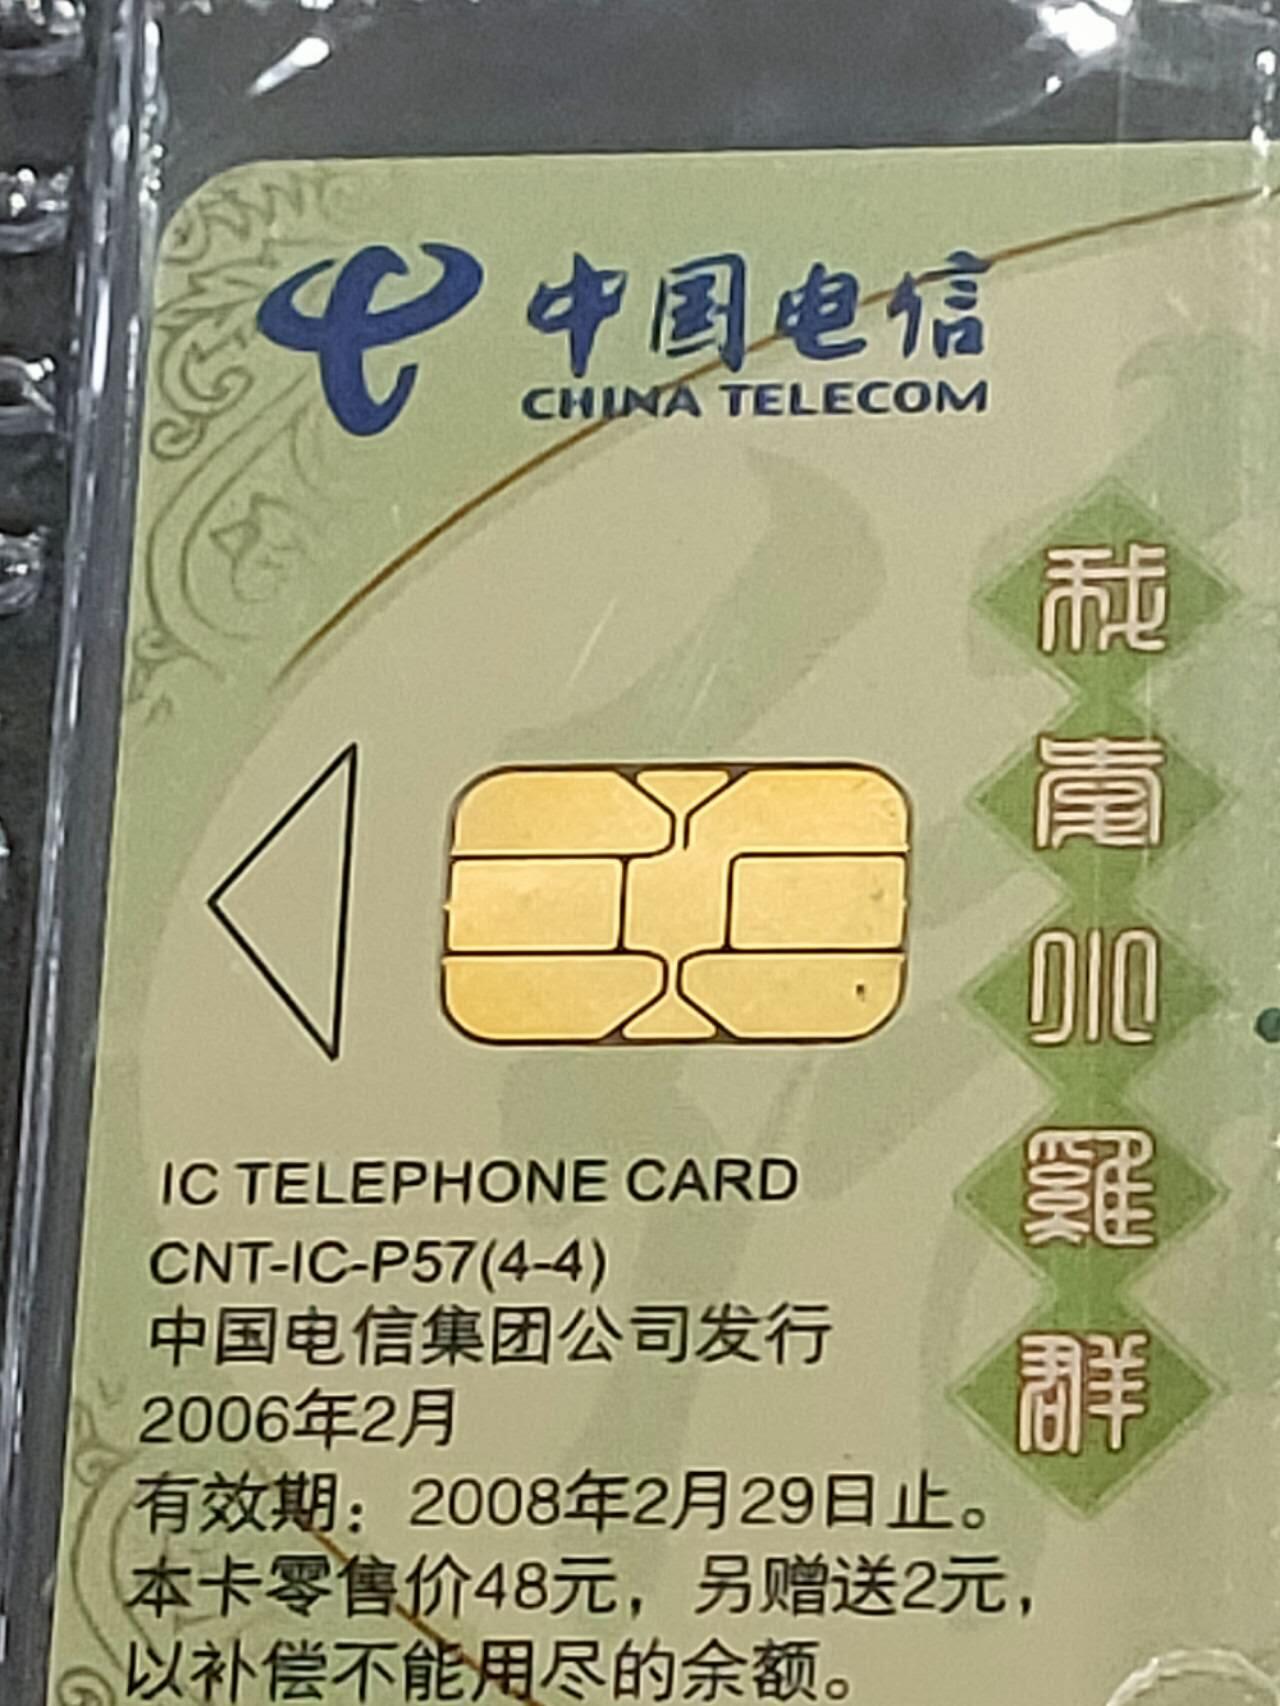 中国电信
CHINA TELECOM
雞
群
IC TELEPHONE CARD
CNT-IC-P57(4-4)
中国电信集团公司发行
2006年2月
有效期：2008年2月29日止。
本卡零售价48元，另赠送2元，
以补偿不能用尽的余额。